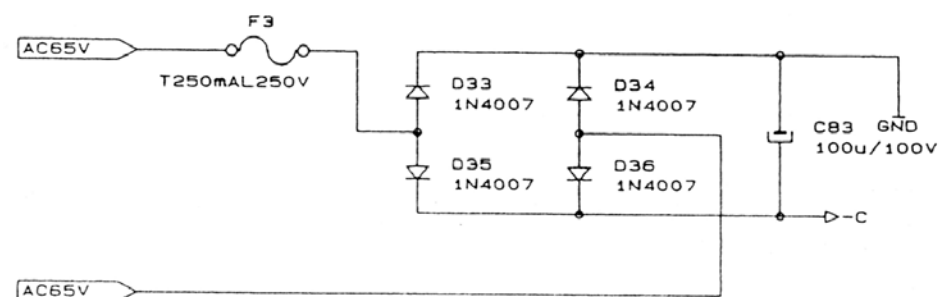 F3
AC65V
T250mAL250V
D33
1N4007
D34
1N4007
C83 GND
100u/100V
D35
1N4007
D36
1N4007
-C
AC65V